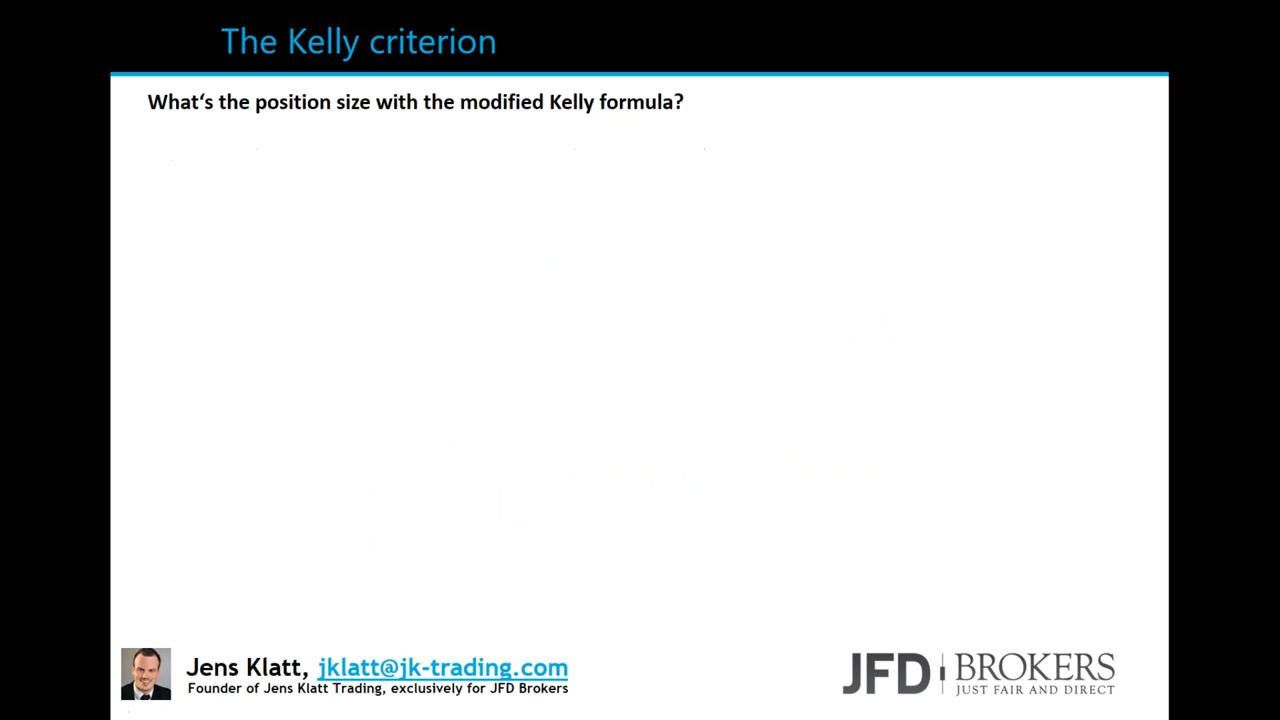 The Kelly criterion
What‘s the position size with the modified Kelly formula?
Jens Klatt, jklatt@jk-trading.com
Founder of Jens Klatt Trading, exclusively for JFD Brokers
JFD BROKERS
JUST FAIR AND DIRECT